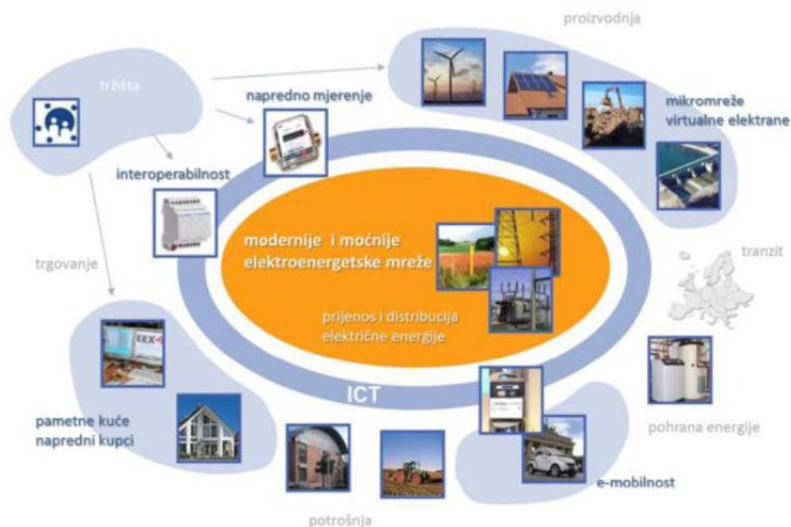 proizvodnja
tržišta
napredno mjerenje
mikromreže
virtualne elektrane
interoperabilnost
modernije i moćnije
elektroenergetske mreže
tranzit
trgovanje
prijenos i distribucija
električne energije
EEX
ICT
pametne kuće
napredni kupci
pohrana energije
e-mobilnost
potrošnja